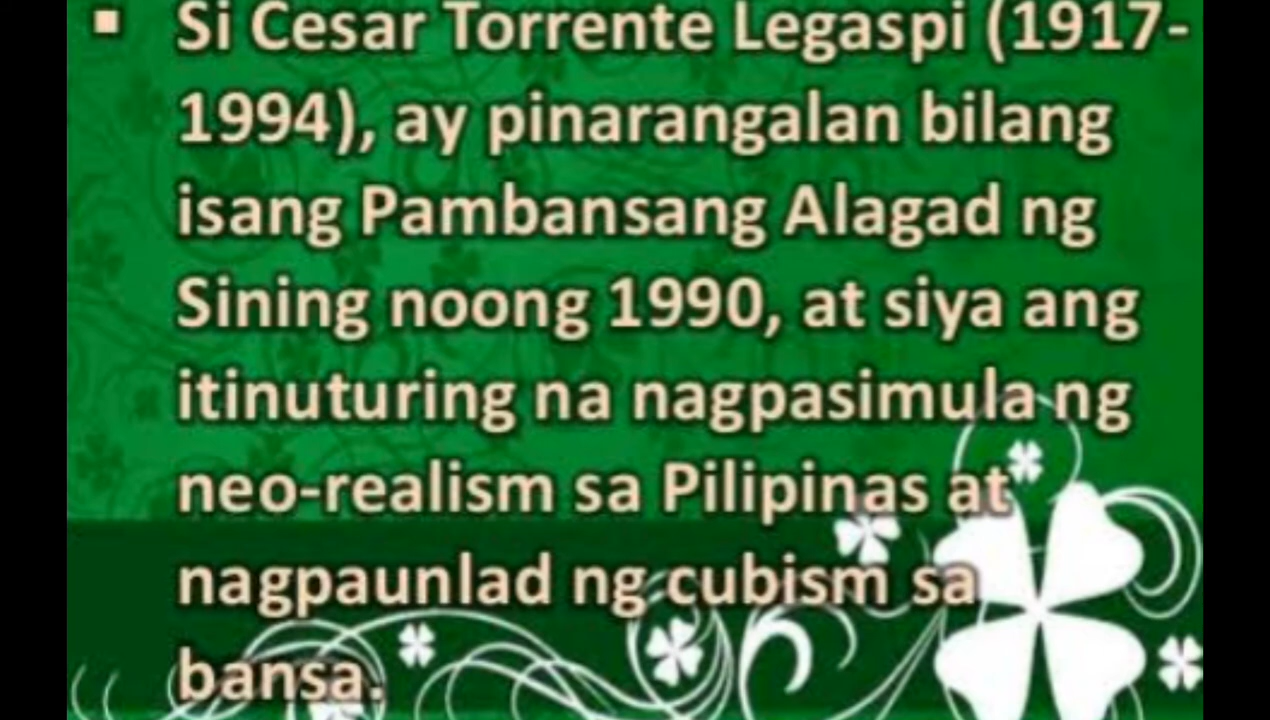 ▪ Si Cesar Torrente Legaspi (1917-
1994), ay pinarangalan bilang
isang Pambansang Alagad ng
Sining noong 1990, at siya ang
itinuturing na nagpasimula ng
neo-realism sa Pilipinas at
nagpaunlad ng cubism sa
bansa.